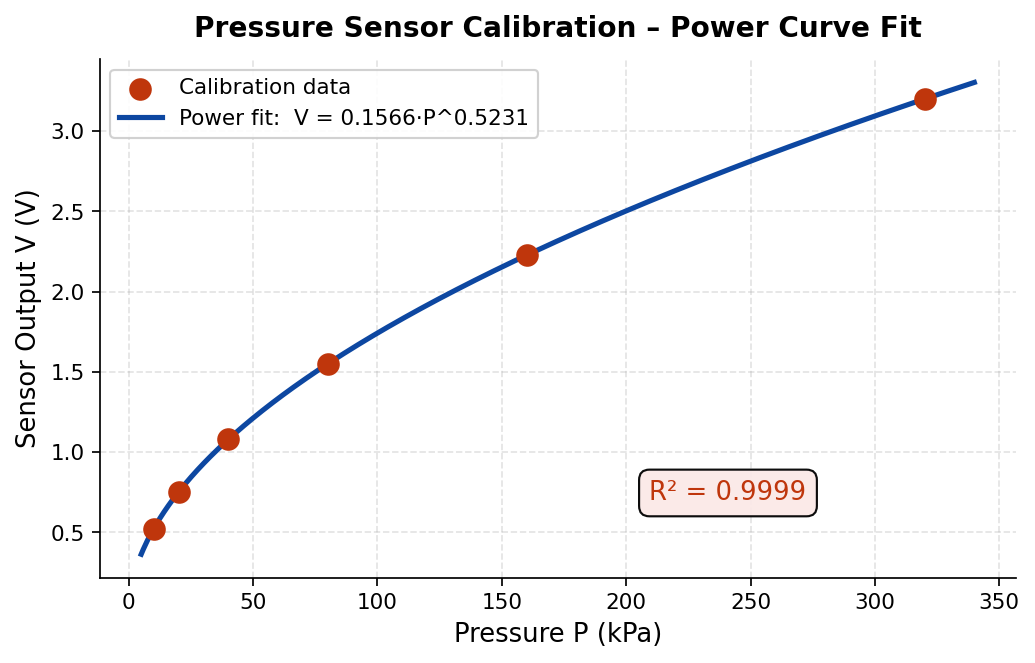 Pressure Sensor Calibration – Power Curve Fit
Calibration data
Power fit:  V = 0.1566·P^0.5231
Sensor Output V (V)
3.0
2.5
2.0
1.5
1.0
0.5
R² = 0.9999
0 50 100 150 200 250 300 350
Pressure P (kPa)